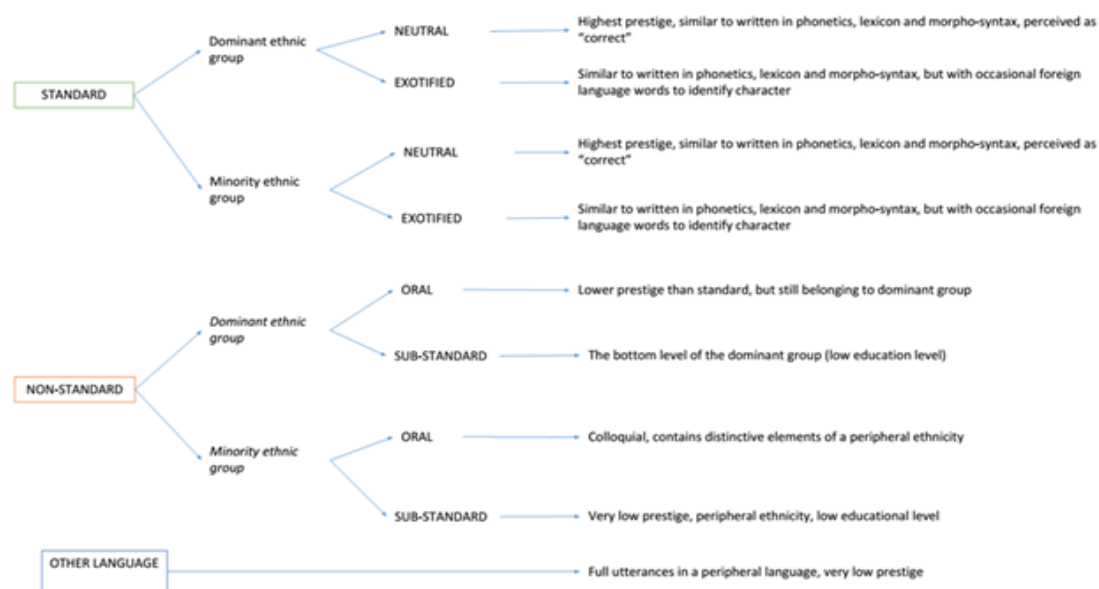 STANDARD
Dominant ethnic
group
NEUTRAL
Highest prestige, similar to written in phonetics, lexicon and morpho-syntax, perceived as
“correct”
EXOTIFIED
Similar to written in phonetics, lexicon and morpho-syntax, but with occasional foreign
language words to identify character
Minority ethnic
group
NEUTRAL
Highest prestige, similar to written in phonetics, lexicon and morpho-syntax, perceived as
“correct”
EXOTIFIED
Similar to written in phonetics, lexicon and morpho-syntax, but with occasional foreign
language words to identify character
NON-STANDARD
Dominant ethnic
group
ORAL
Lower prestige than standard, but still belonging to dominant group
SUB-STANDARD
The bottom level of the dominant group (low education level)
Minority ethnic
group
ORAL
Colloquial, contains distinctive elements of a peripheral ethnicity
SUB-STANDARD
Very low prestige, peripheral ethnicity, low educational level
OTHER LANGUAGE
Full utterances in a peripheral language, very low prestige